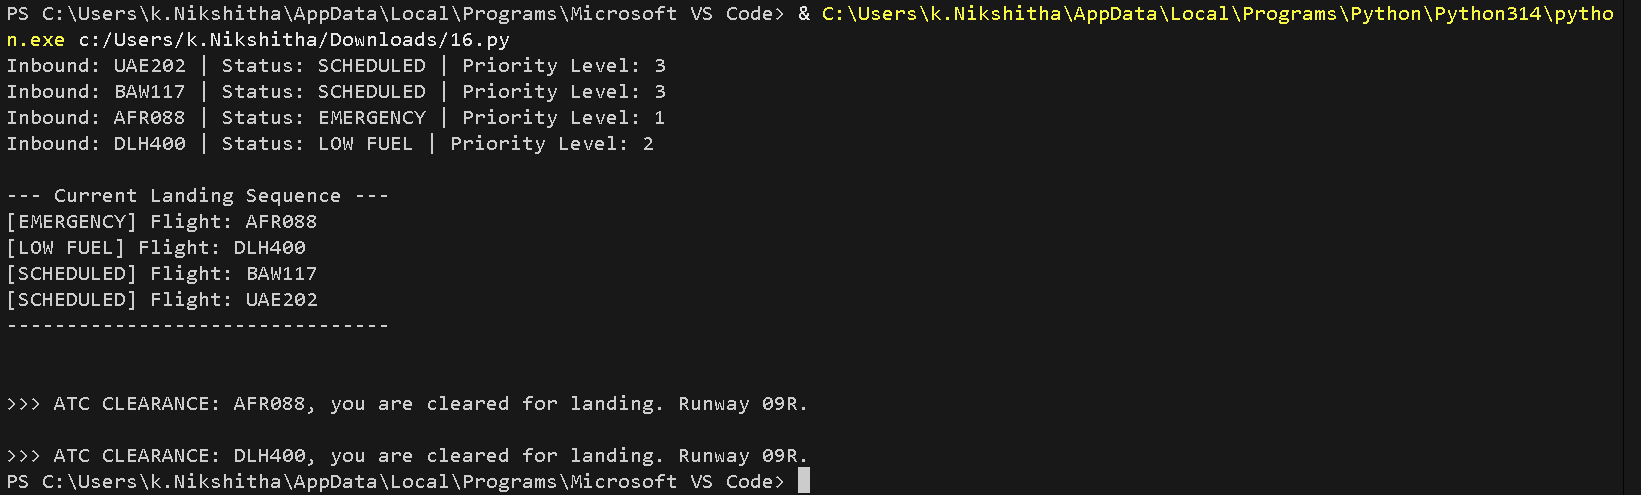 PS C:\Users\k.Nikshitha\AppData\Local\Programs\Microsoft VS Code> & C:\Users\k.Nikshitha\AppData\Local\Programs\Python\Python314\pytho
n.exe c:/Users/k.Nikshitha/Downloads/16.py
Inbound: UAE202 | Status: SCHEDULED | Priority Level: 3
Inbound: BAW117 | Status: SCHEDULED | Priority Level: 3
Inbound: AFR088 | Status: EMERGENCY | Priority Level: 1
Inbound: DLH400 | Status: LOW FUEL | Priority Level: 2
--- Current Landing Sequence ---
[EMERGENCY] Flight: AFR088
[LOW FUEL] Flight: DLH400
[SCHEDULED] Flight: BAW117
[SCHEDULED] Flight: UAE202
--------------------------------
>>> ATC CLEARANCE: AFR088, you are cleared for landing. Runway 09R.
>>> ATC CLEARANCE: DLH400, you are cleared for landing. Runway 09R.
PS C:\Users\k.Nikshitha\AppData\Local\Programs\Microsoft VS Code>